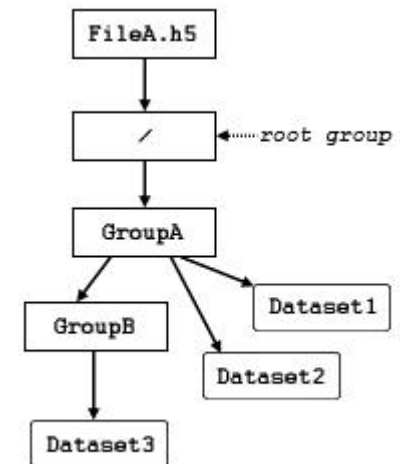 FileA.h5
/
root group
GroupA
Dataset1
GroupB
Dataset2
Dataset3